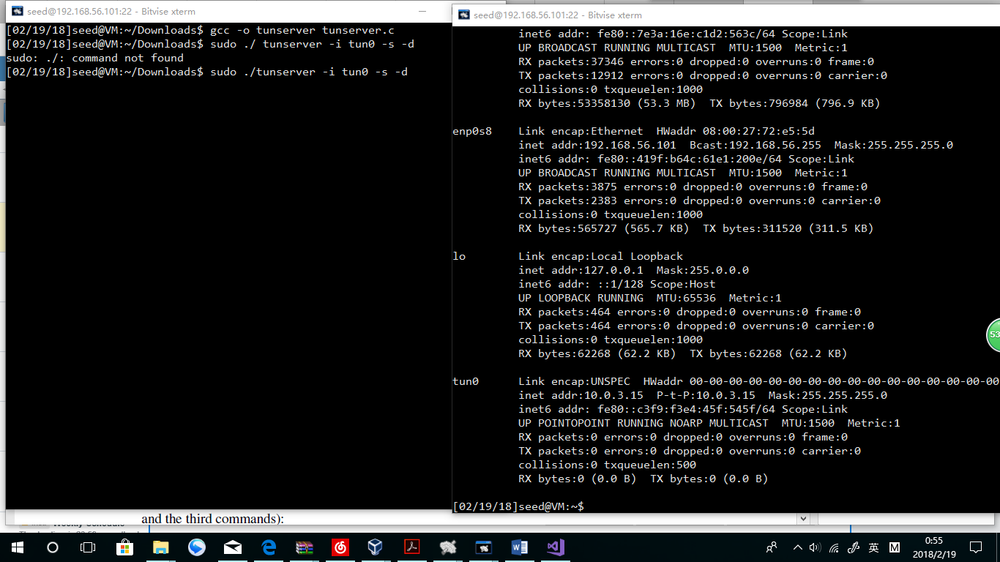 seed@192.168.56.101:22 - Bitvise xterm
[02/19/18]seed@VM:~/Downloads$ gcc -o tunserver tunserver.c
[02/19/18]seed@VM:~/Downloads$ sudo ./ tunserver -i tun0 -s -d
sudo: ./: command not found
[02/19/18]seed@VM:~/Downloads$ sudo ./tunserver -i tun0 -s -d
seed@192.168.56.101:22 - Bitvise xterm
inet6 addr: fe80::7e3a:16e:c1d2:563c/64 Scope:Link
UP BROADCAST RUNNING MULTICAST  MTU:1500  Metric:1
RX packets:37346 errors:0 dropped:0 overruns:0 frame:0
TX packets:12912 errors:0 dropped:0 overruns:0 carrier:0
collisions:0 txqueuelen:1000
RX bytes:53358130 (53.3 MB)  TX bytes:796984 (796.9 KB)
enp0s8    Link encap:Ethernet  HWaddr 08:00:27:72:e5:5d
inet addr:192.168.56.101  Bcast:192.168.56.255  Mask:255.255.255.0
inet6 addr: fe80::419f:b64c:61e1:200e/64 Scope:Link
UP BROADCAST RUNNING MULTICAST  MTU:1500  Metric:1
RX packets:3875 errors:0 dropped:0 overruns:0 frame:0
TX packets:2383 errors:0 dropped:0 overruns:0 carrier:0
collisions:0 txqueuelen:1000
RX bytes:565727 (565.7 KB)  TX bytes:311520 (311.5 KB)
lo        Link encap:Local Loopback
inet addr:127.0.0.1  Mask:255.0.0.0
inet6 addr: ::1/128 Scope:Host
UP LOOPBACK RUNNING  MTU:65536  Metric:1
RX packets:464 errors:0 dropped:0 overruns:0 frame:0
TX packets:464 errors:0 dropped:0 overruns:0 carrier:0
collisions:0 txqueuelen:1000
RX bytes:62268 (62.2 KB)  TX bytes:62268 (62.2 KB)
tun0      Link encap:UNSPEC  HWaddr 00-00-00-00-00-00-00-00-00-00-00-00-00-00-00-00
inet addr:10.0.3.15  P-t-P:10.0.3.15  Mask:255.255.255.0
inet6 addr: fe80::c3f9:f3e4:45f:545f/64 Scope:Link
UP POINTOPOINT RUNNING NOARP MULTICAST  MTU:1500  Metric:1
RX packets:0 errors:0 dropped:0 overruns:0 frame:0
TX packets:0 errors:0 dropped:0 overruns:0 carrier:0
collisions:0 txqueuelen:500
RX bytes:0 (0.0 B)  TX bytes:0 (0.0 B)
[02/19/18]seed@VM:~$
53
and the third commands):
英 M
0:55
2018/2/19